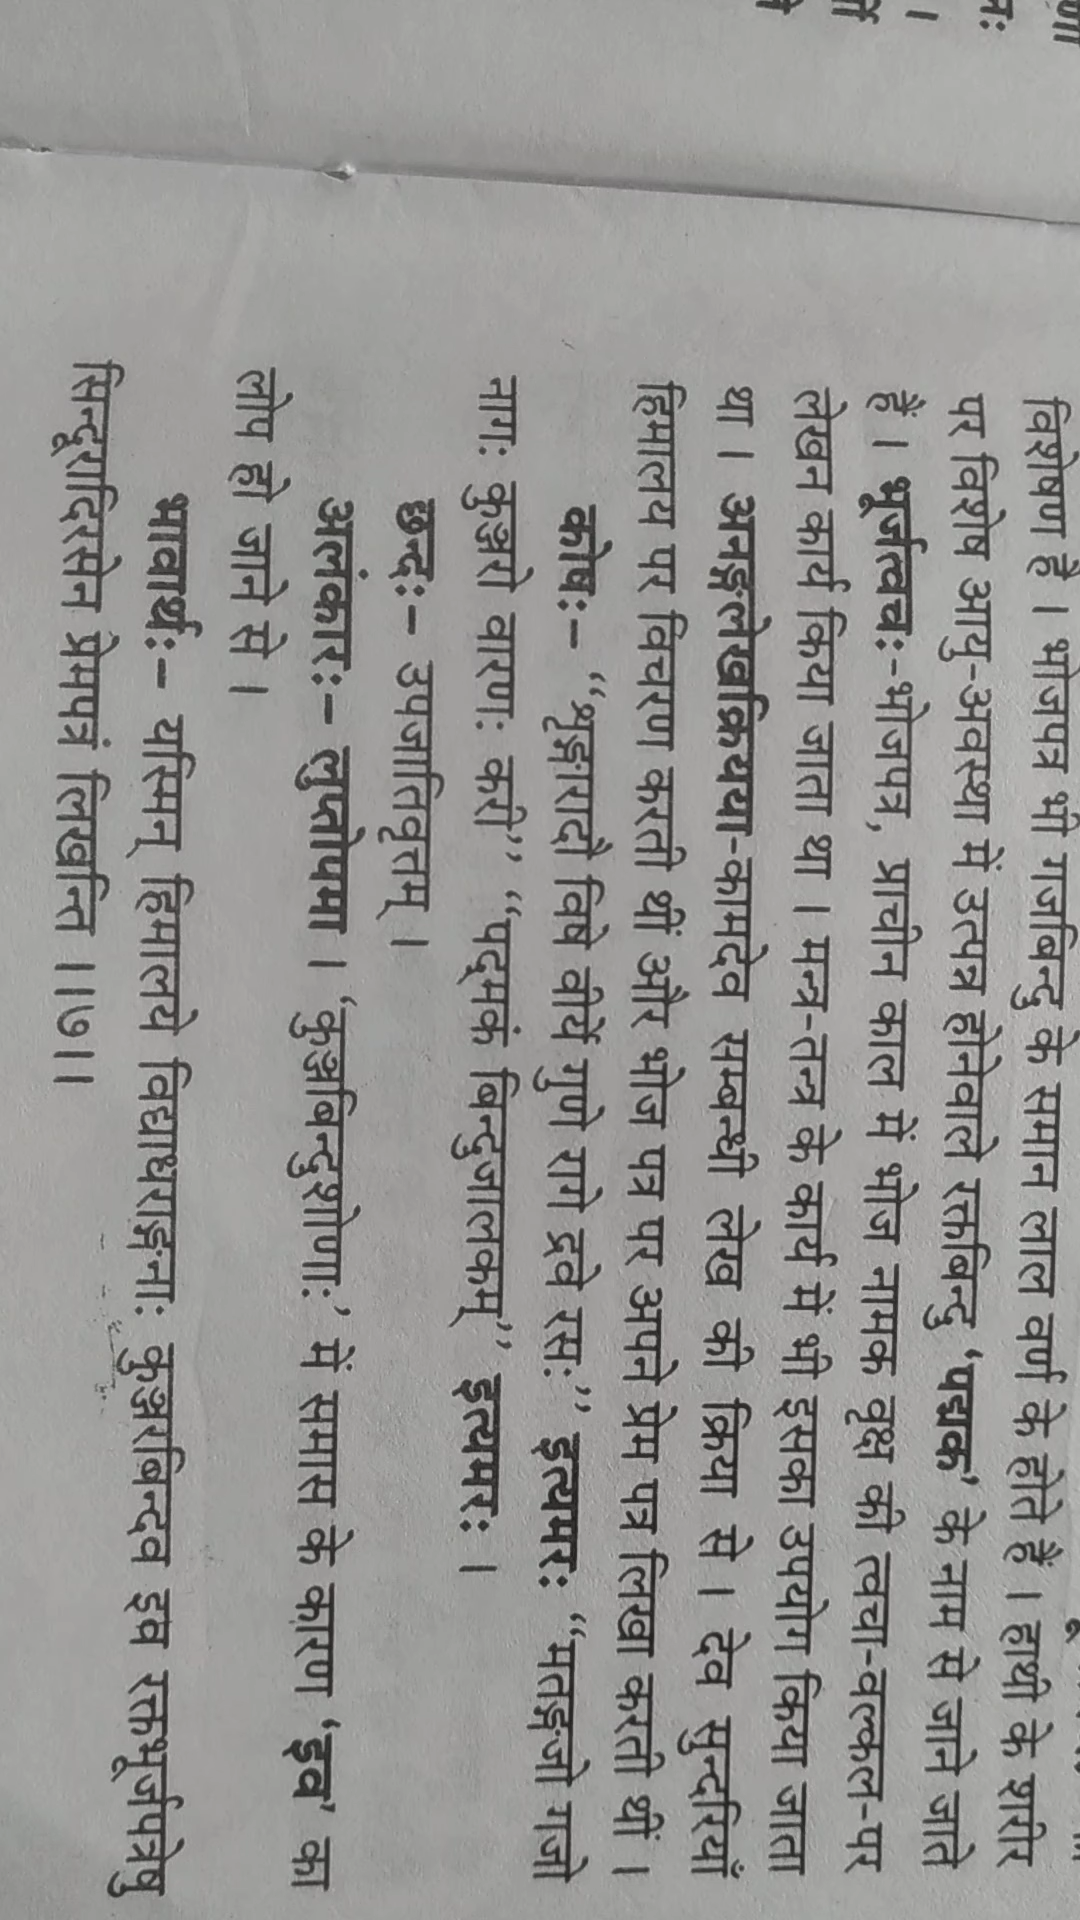 विशेषण है । भोजपत्र भी गजबिन्दु के समान लाल वर्ण के होते हैं । हाथी के शरीर
पर विशेष आयु-अवस्था में उत्पन्न होनेवाले रक्तबिन्दु 'पद्मक' के नाम से जाने जाते
हैं । भूर्जत्वचः-भोजपत्र, प्राचीन काल में भोज नामक वृक्ष की त्वचा-वल्कल-पर
लेखन कार्य किया जाता था । मन्त्र-तन्त्र के कार्य में भी इसका उपयोग किया जाता
था । अनङ्गलेखक्रियया-कामदेव सम्बन्धी लेख की क्रिया से । देव सुन्दरियां
हिमालय पर विचरण करती थीं और भोज पत्र पर अपने प्रेम पत्र लिखा करती थीं ।
कोषः- “शृङ्गारादौ विषे वीर्ये गुणे रागे द्रवे रसः” इत्यमरः “मतङ्गजो गजो
नागः कुञ्जरो वारणः करी” “पद्मकं बिन्दुजालकम्” इत्यमरः ।
छन्दः- उपजातिवृत्तम् ।
अलंकारः- लुप्तोपमा । 'कुञ्जबिन्दुशोणाः' में समास के कारण 'इव' का
लोप हो जाने से ।
भावार्थः- यस्मिन् हिमालये विद्याधराङ्गनाः कुञ्जरबिन्दव इव रक्तभूर्जपत्रेषु
सिन्दूरादिरसेन प्रेमपत्रं लिखन्ति ।।७।।